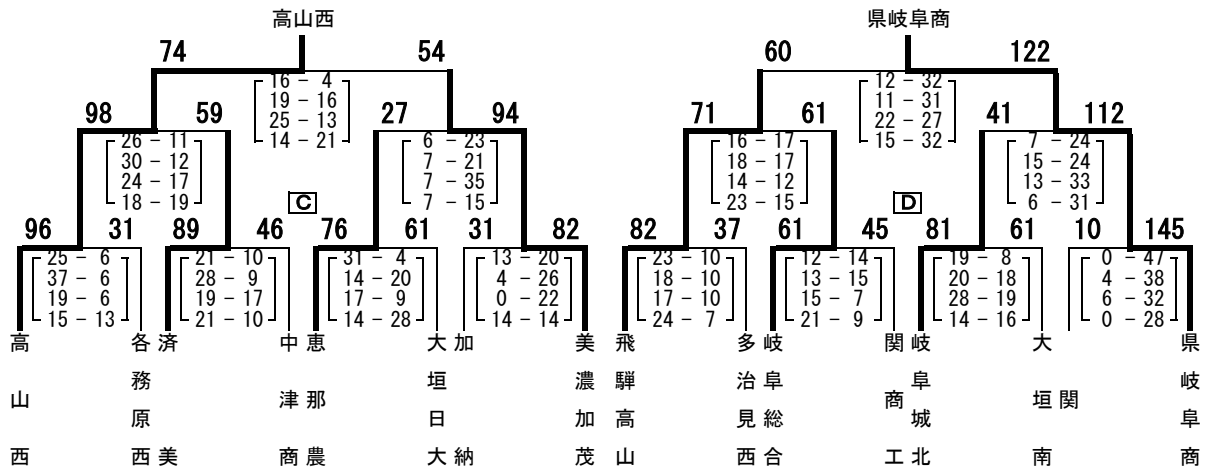 高山西 県岐阜商
74 54 60 122
16 - 4 12 - 32
19 - 16 11 - 31
25 - 13 22 - 27
14 - 21 15 - 32
98 59 27 94 71 61 41 112
26 - 11 6 - 23 16 - 17 7 - 24
30 - 12 7 - 21 18 - 17 15 - 24
24 - 17 7 - 35 14 - 12 13 - 33
18 - 19 7 - 15 23 - 15 6 - 31
C D
96 31 89 46 76 61 31 82 82 37 61 45 81 61 10 145
25 - 6 21 - 10 31 - 4 13 - 20 23 - 10 12 - 14 19 - 8 0 - 47
37 - 6 28 - 9 14 - 20 4 - 26 18 - 10 13 - 15 20 - 18 4 - 38
19 - 6 19 - 17 17 - 9 0 - 22 17 - 10 15 - 7 28 - 19 6 - 32
15 - 13 21 - 10 14 - 28 14 - 14 24 - 7 21 - 9 14 - 16 0 - 28
高山西
各務原西
済美
中津商
恵那農
大垣日大
加納
美濃加茂
飛騨高山
多治見西
岐阜総合
関商工
岐阜城北
大垣南
関
県岐阜商